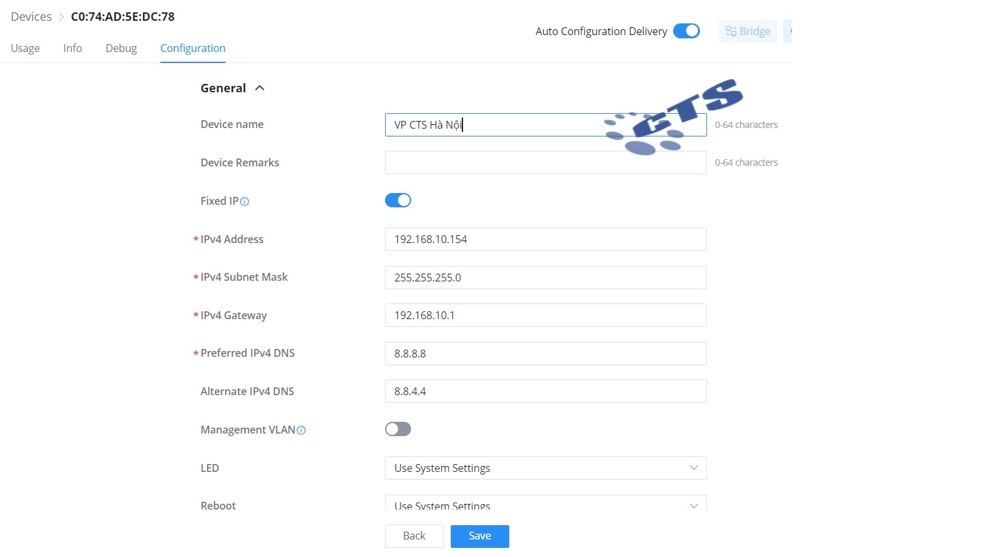 Devices > C0:74:AD:5E:DC:78
Auto Configuration Delivery
Bridge
Usage Info Debug Configuration
General
CTS
Device name VP CTS Hà Nội 0-64 characters
Device Remarks 0-64 characters
Fixed IP
* IPv4 Address 192.168.10.154
* IPv4 Subnet Mask 255.255.255.0
* IPv4 Gateway 192.168.10.1
* Preferred IPv4 DNS 8.8.8.8
Alternate IPv4 DNS 8.8.4.4
Management VLAN
LED Use System Settings
Reboot Use System Settings
Back Save